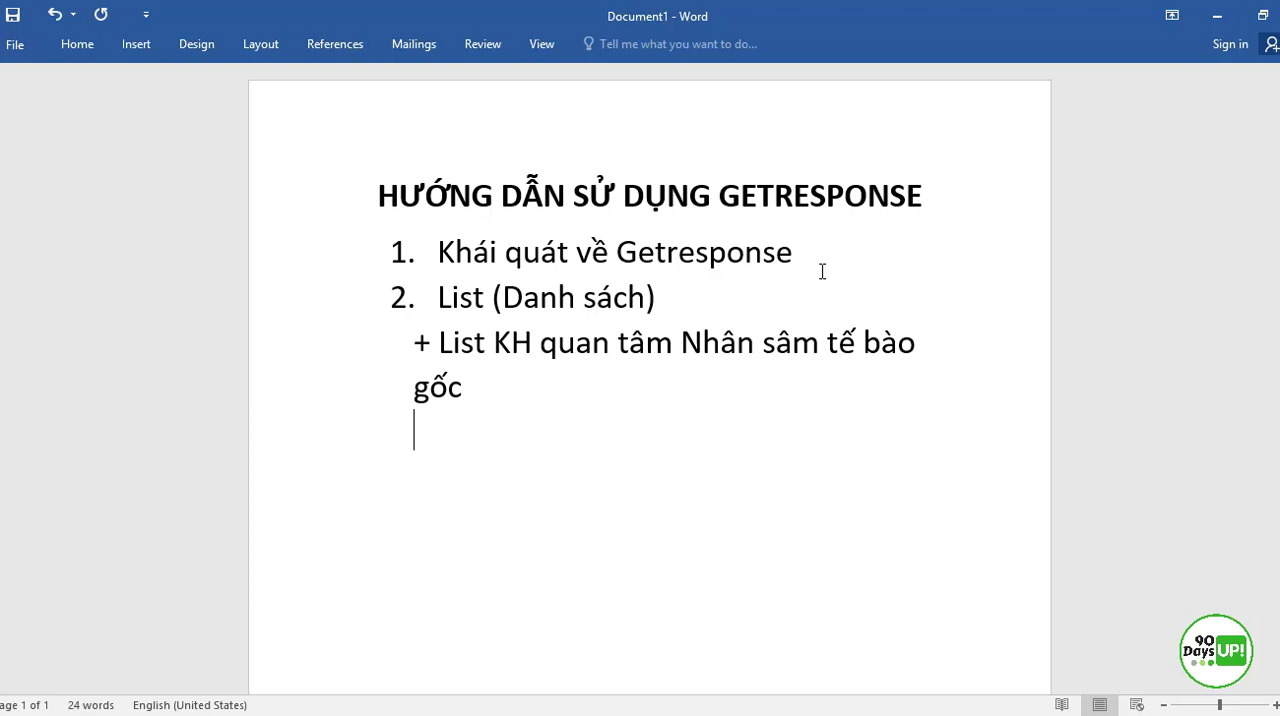 Document1 - Word
File Home Insert Design Layout References Mailings Review View Tell me what you want to do... Sign in
HƯỚNG DẪN SỬ DỤNG GETRESPONSE
1. Khái quát về Getresponse
2. List (Danh sách)
+ List KH quan tâm Nhân sâm tế bào
gốc
90
Days UP!
age 1 of 1 24 words English (United States)